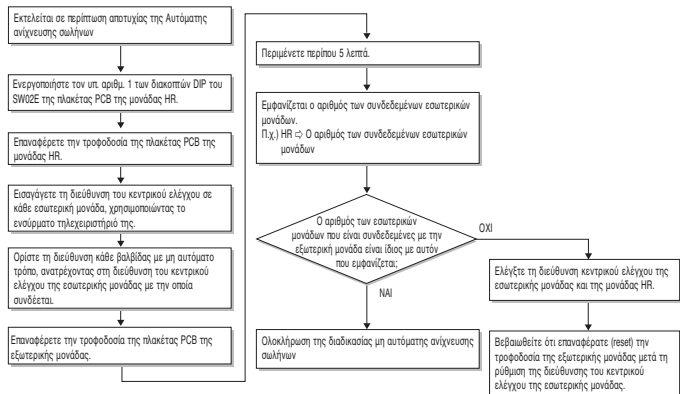 Εκτελείται σε περίπτωση αποτυχίας της Αυτόματης
ανίχνευσης σωλήνων
Ενεργοποιήστε τον υπ. αριθμ. 1 των διακοπτών DIP του
SW02E της πλακέτας PCB της μονάδας HR.
Επαναφέρετε την τροφοδοσία της πλακέτας PCB της
μονάδας HR.
Εισαγάγετε τη διεύθυνση του κεντρικού ελέγχου σε
κάθε εσωτερική μονάδα, χρησιμοποιώντας το
ενσύρματο τηλεχειριστήριό της.
Ορίστε τη διεύθυνση κάθε βαλβίδας με μη αυτόματο
τρόπο, ανατρέχοντας στη διεύθυνση του κεντρικού
ελέγχου της εσωτερικής μονάδας με την οποία
συνδέεται.
Επαναφέρετε την τροφοδοσία της πλακέτας PCB της
εξωτερικής μονάδας.
Περιμένετε περίπου 5 λεπτά.
Εμφανίζεται ο αριθμός των συνδεδεμένων εσωτερικών
μονάδων.
Π.χ.) HR ⇨ Ο αριθμός των συνδεδεμένων εσωτερικών
μονάδων
Ο αριθμός των εσωτερικών
μονάδων που είναι συνδεδεμένες με την
εξωτερική μονάδα είναι ίδιος με αυτόν
που εμφανίζεται;
ΟΧΙ
ΝΑΙ
Ολοκλήρωση της διαδικασίας μη αυτόματης ανίχνευσης
σωλήνων
Ελέγξτε τη διεύθυνση κεντρικού ελέγχου της
εσωτερικής μονάδας και της μονάδας HR.
Βεβαιωθείτε ότι επαναφέρατε (reset) την
τροφοδοσία της εξωτερικής μονάδας μετά τη
ρύθμιση της διεύθυνσης του κεντρικού
ελέγχου της εσωτερικής μονάδας.